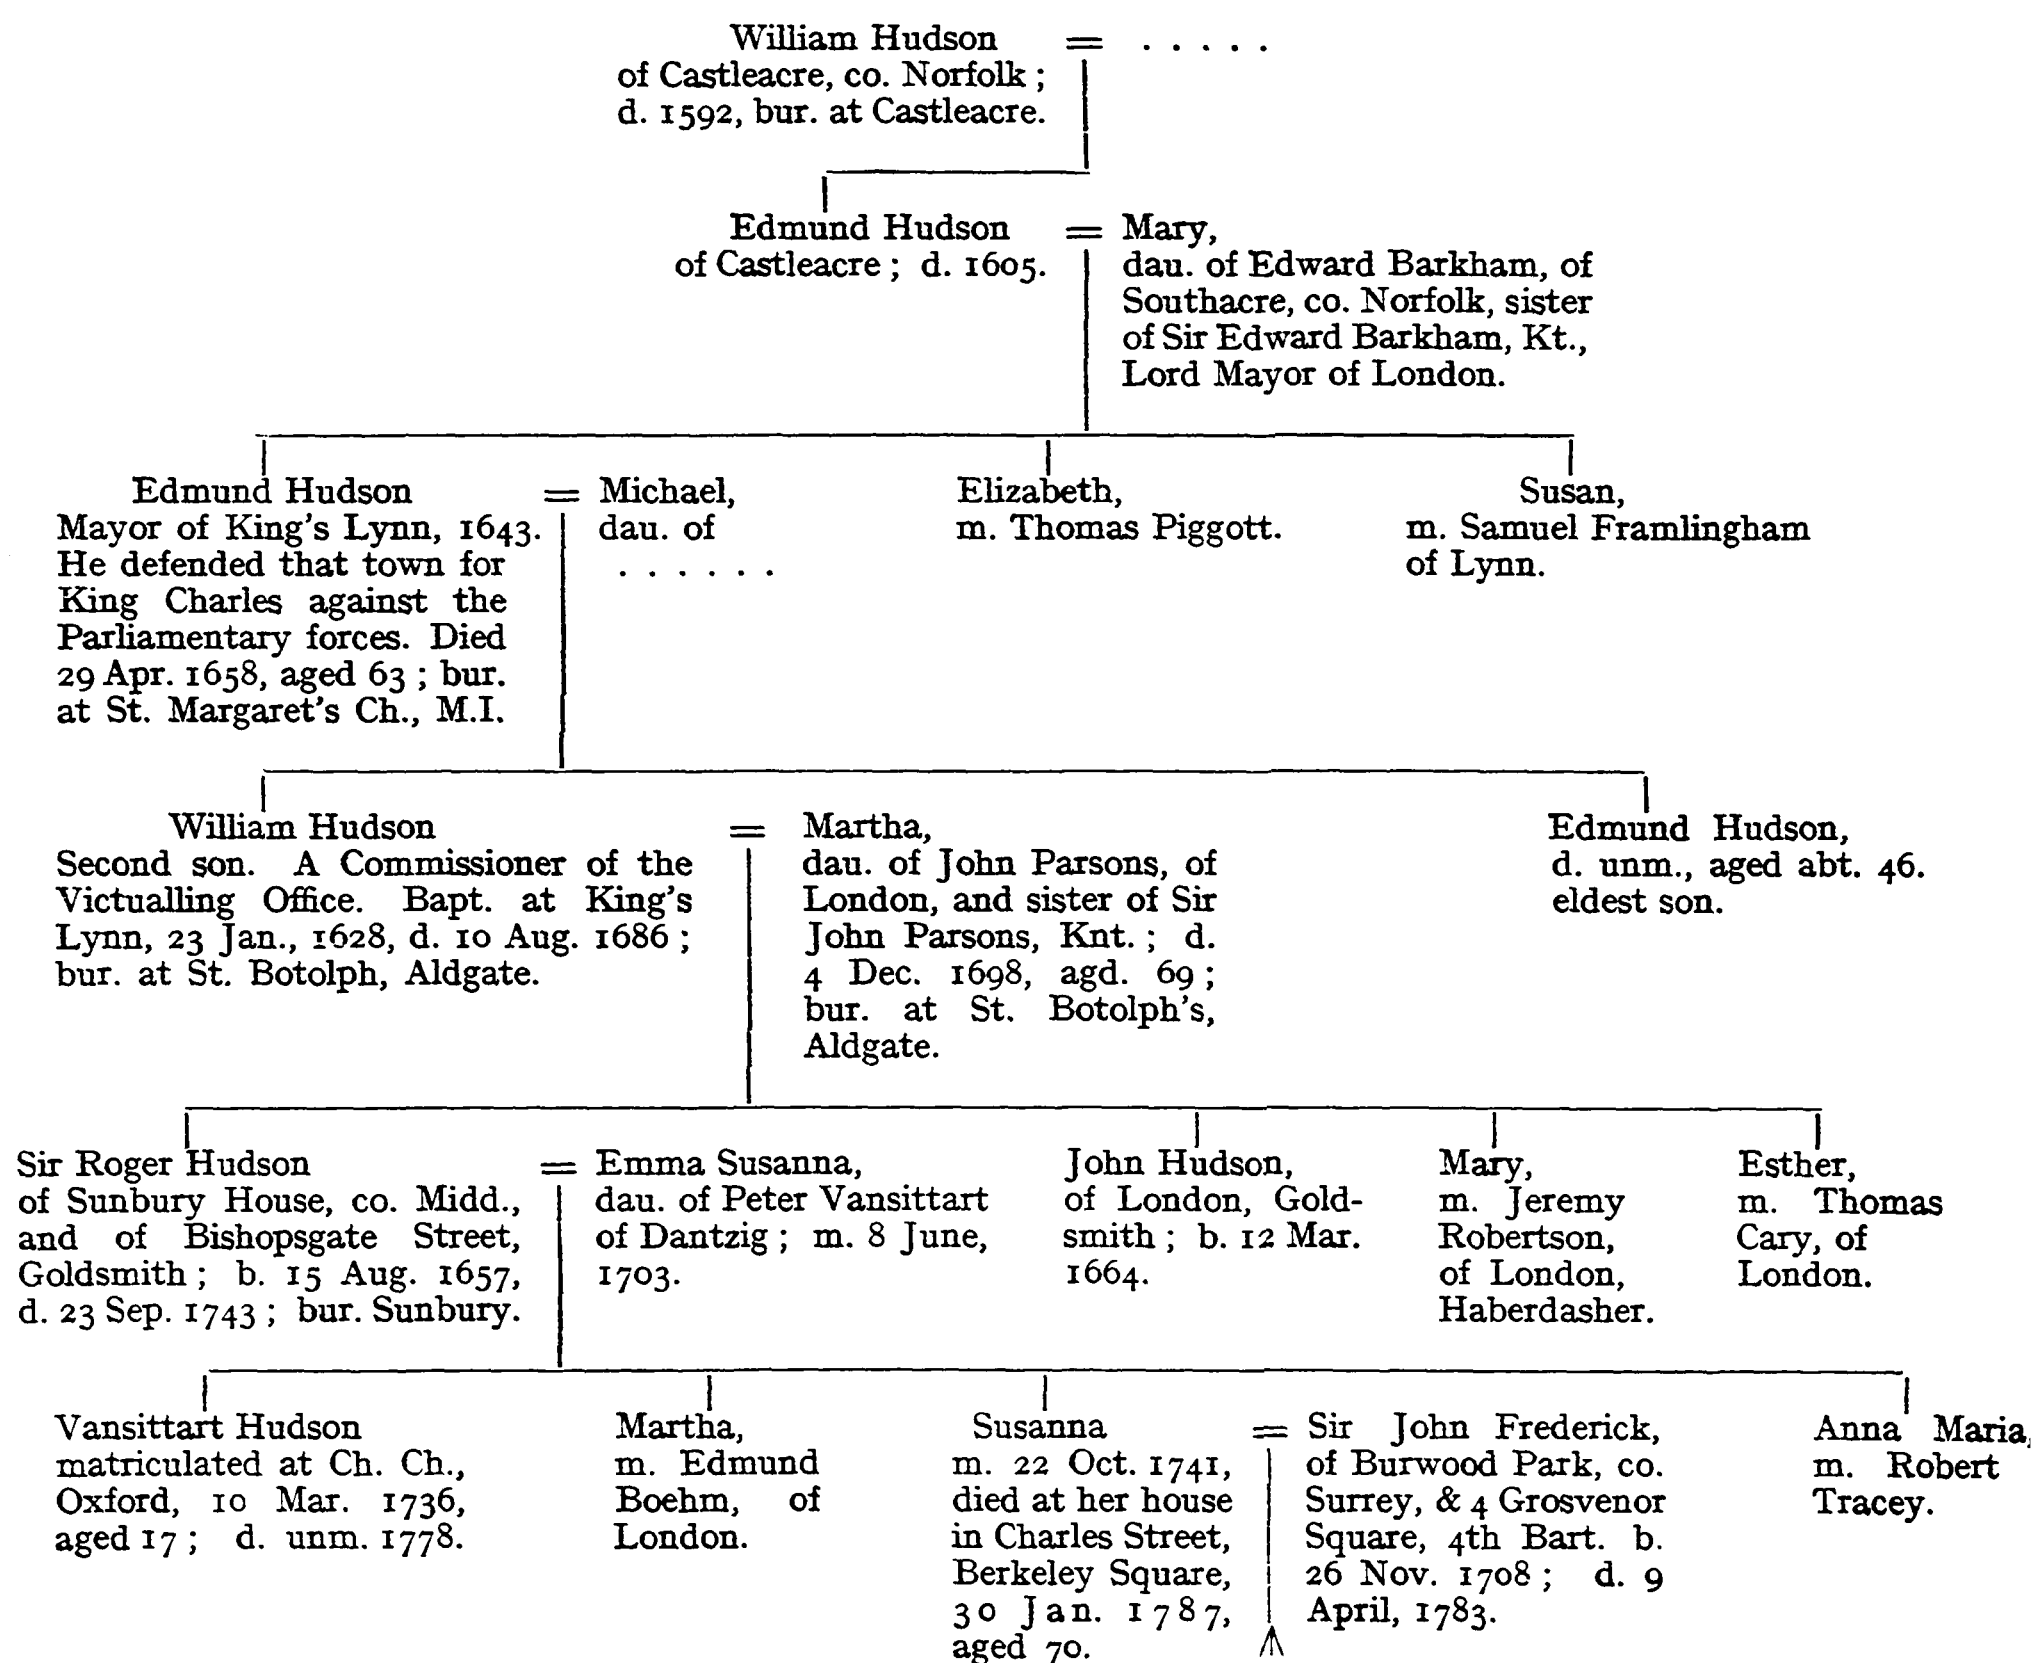 William Hudson = . . . . .
of Castleacre, co. Norfolk ;
d. 1592, bur. at Castleacre.
Edmund Hudson =
of Castleacre ; d. 1605.
Mary,
dau. of Edward Barkham, of
Southacre, co. Norfolk, sister
of Sir Edward Barkham, Kt.,
Lord Mayor of London.
Edmund Hudson =
Mayor of King's Lynn, 1643.
He defended that town for
King Charles against the
Parliamentary forces. Died
29 Apr. 1658, aged 63 ; bur.
at St. Margaret's Ch., M.I.
Michael,
dau. of
. . . . . .
Elizabeth,
m. Thomas Piggott.
Susan,
m. Samuel Framlingham
of Lynn.
William Hudson =
Second son. A Commissioner of the
Victualling Office. Bapt. at King's
Lynn, 23 Jan., 1628, d. 10 Aug. 1686 ;
bur. at St. Botolph, Aldgate.
Martha,
dau. of John Parsons, of
London, and sister of Sir
John Parsons, Knt. ; d.
4 Dec. 1698, agd. 69 ;
bur. at St. Botolph's,
Aldgate.
Edmund Hudson,
d. unm., aged abt. 46.
eldest son.
Sir Roger Hudson =
of Sunbury House, co. Midd.,
and of Bishopsgate Street,
Goldsmith ; b. 15 Aug. 1657,
d. 23 Sep. 1743 ; bur. Sunbury.
Emma Susanna,
dau. of Peter Vansittart
of Dantzig ; m. 8 June,
1703.
John Hudson,
of London, Gold-
smith ; b. 12 Mar.
1664.
Mary,
m. Jeremy
Robertson,
of London,
Haberdasher.
Esther,
m. Thomas
Cary, of
London.
Vansittart Hudson
matriculated at Ch. Ch.,
Oxford, 10 Mar. 1736,
aged 17 ; d. unm. 1778.
Martha,
m. Edmund
Boehm, of
London.
Susanna =
m. 22 Oct. 1741,
died at her house
in Charles Street,
Berkeley Square,
30 Jan. 1787,
aged 70.
Sir John Frederick,
of Burwood Park, co.
Surrey, & 4 Grosvenor
Square, 4th Bart. b.
26 Nov. 1708 ; d. 9
April, 1783.
Anna Maria,
m. Robert
Tracey.